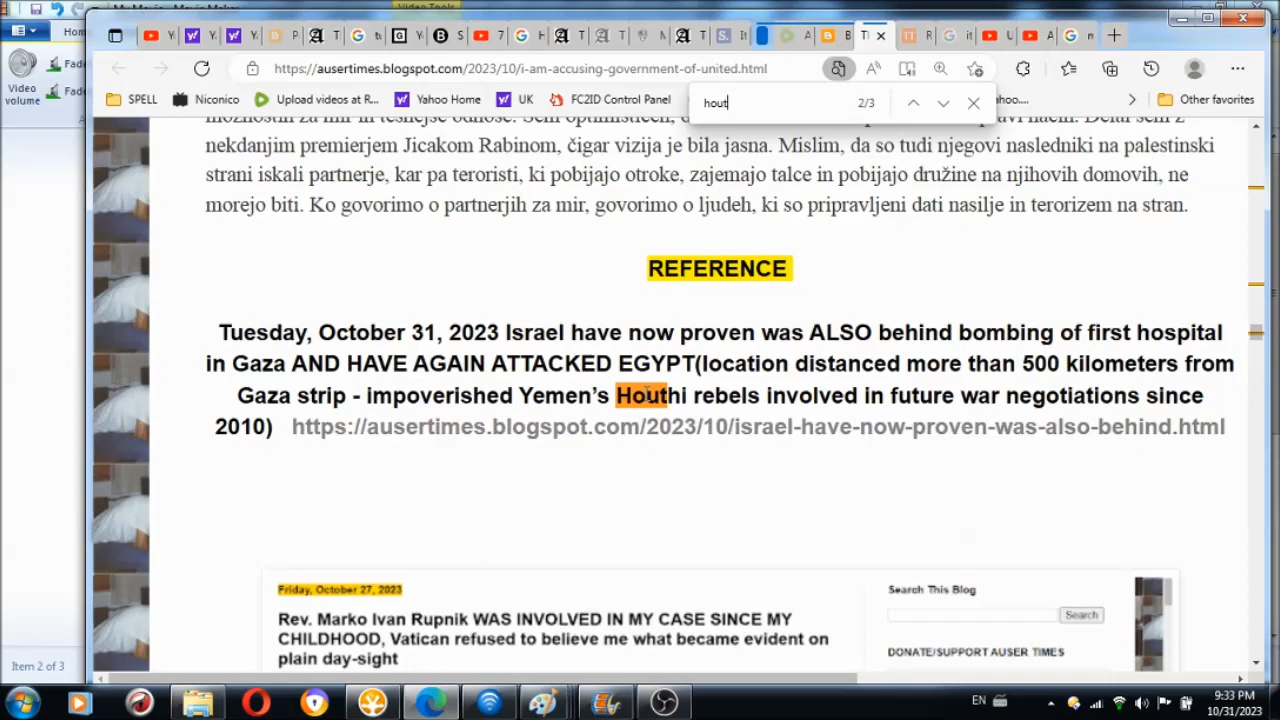 Video Tools
Home
https://ausertimes.blogspot.com/2023/10/i-am-accusing-government-of-united.html
SPELL Niconico Upload videos at R... Yahoo Home UK FC2ID Control Panel Other favorites
hout 2/3
Video volume
Fade
Fade
nekdanjim premierjem Jicakom Rabinom, čigar vizija je bila jasna. Mislim, da so tudi njegovi nasledniki na palestinski
strani iskali partnerje, kar pa teroristi, ki pobijajo otroke, zajemajo talce in pobijajo družine na njihovih domovih, ne
morejo biti. Ko govorimo o partnerjih za mir, govorimo o ljudeh, ki so pripravljeni dati nasilje in terorizem na stran.
REFERENCE
Tuesday, October 31, 2023 Israel have now proven was ALSO behind bombing of first hospital
in Gaza AND HAVE AGAIN ATTACKED EGYPT(location distanced more than 500 kilometers from
Gaza strip - impoverished Yemen’s Houthi rebels involved in future war negotiations since
2010) https://ausertimes.blogspot.com/2023/10/israel-have-now-proven-was-also-behind.html
Friday, October 27, 2023
Rev. Marko Ivan Rupnik WAS INVOLVED IN MY CASE SINCE MY
CHILDHOOD, Vatican refused to believe me what became evident on
plain day-sight
Search This Blog
Search
DONATE/SUPPORT AUSER TIMES
Item 2 of 3
EN
9:33 PM
10/31/2023